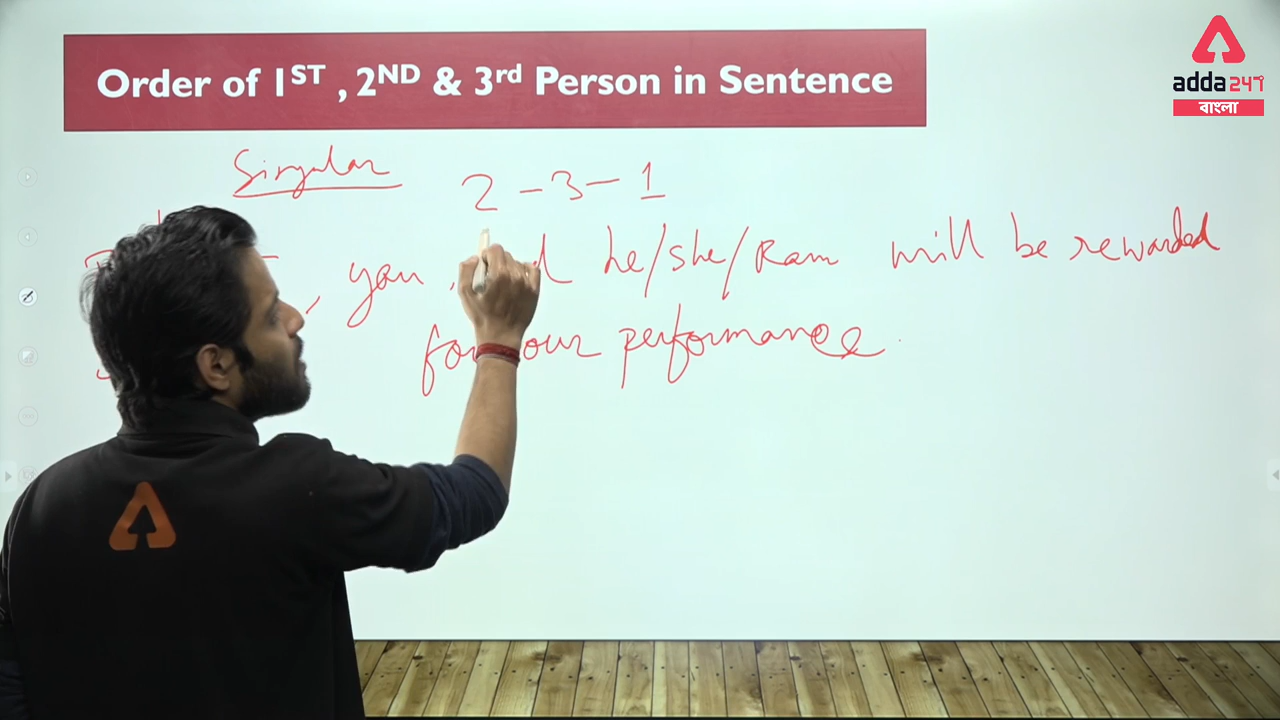 Order of 1ST , 2ND & 3rd Person in Sentence
adda247
বাংলা
Singular 2 - 3 - 1
, you he/she/Ram will be rewarded
our performance.